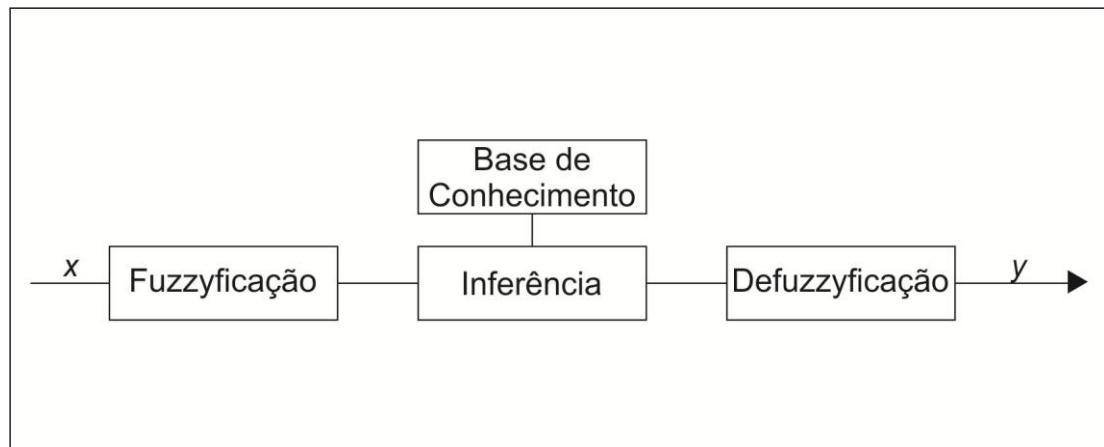 Base de
Conhecimento
x
Fuzzyficação
Inferência
Defuzzyficação
y